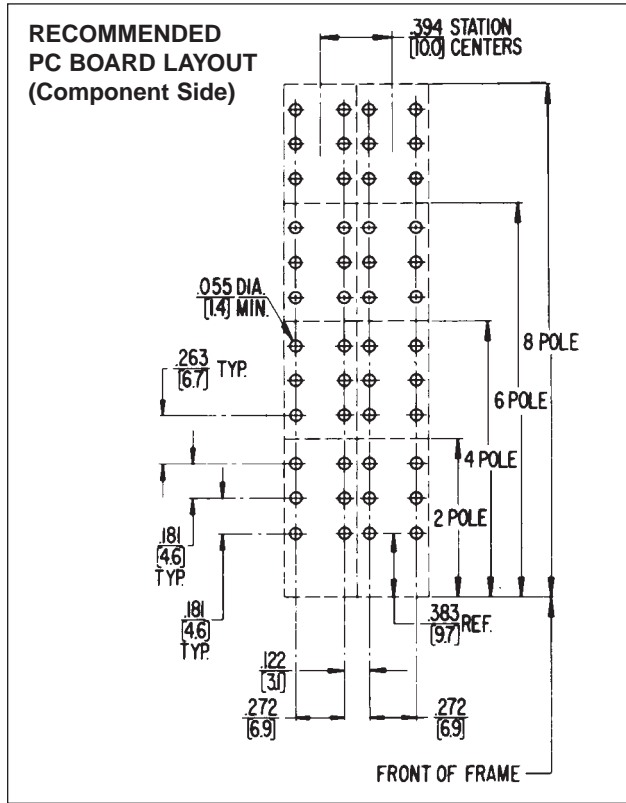 RECOMMENDED
PC BOARD LAYOUT
(Component Side)
.394 STATION
[10.0] CENTERS
.055 DIA.
[1.4] MIN.
8 POLE
.263 TYP.
[6.7]
6 POLE
4 POLE
2 POLE
.181
[4.6]
TYP.
.181
[4.6]
TYP.
.383 REF.
[9.7]
.122
[3.1]
.272
[6.9]
.272
[6.9]
FRONT OF FRAME